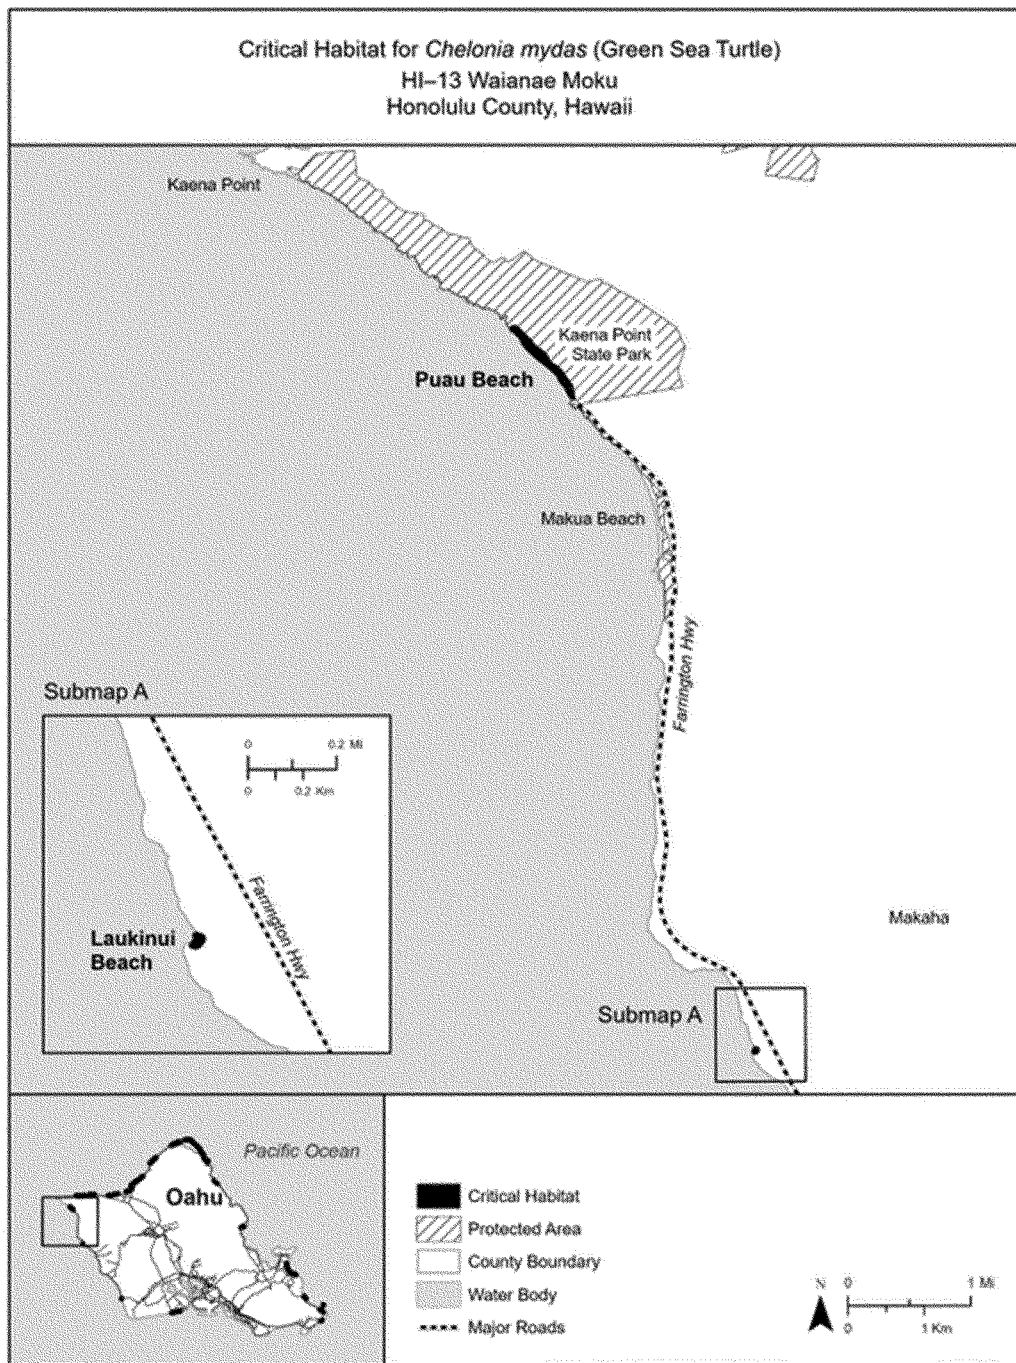 Critical Habitat for Chelonia mydas (Green Sea Turtle)
HI–13 Waianae Moku
Honolulu County, Hawaii
Kaena Point
Kaena Point
State Park
Puau Beach
Makua Beach
Farrington Hwy
Submap A
0 0.2 Mi
0 0.2 Km
Farrington Hwy
Laukinui
Beach
Makaha
Submap A
Pacific Ocean
Oahu
Critical Habitat
Protected Area
County Boundary
Water Body
Major Roads
N
0 1 Mi
0 1 Km